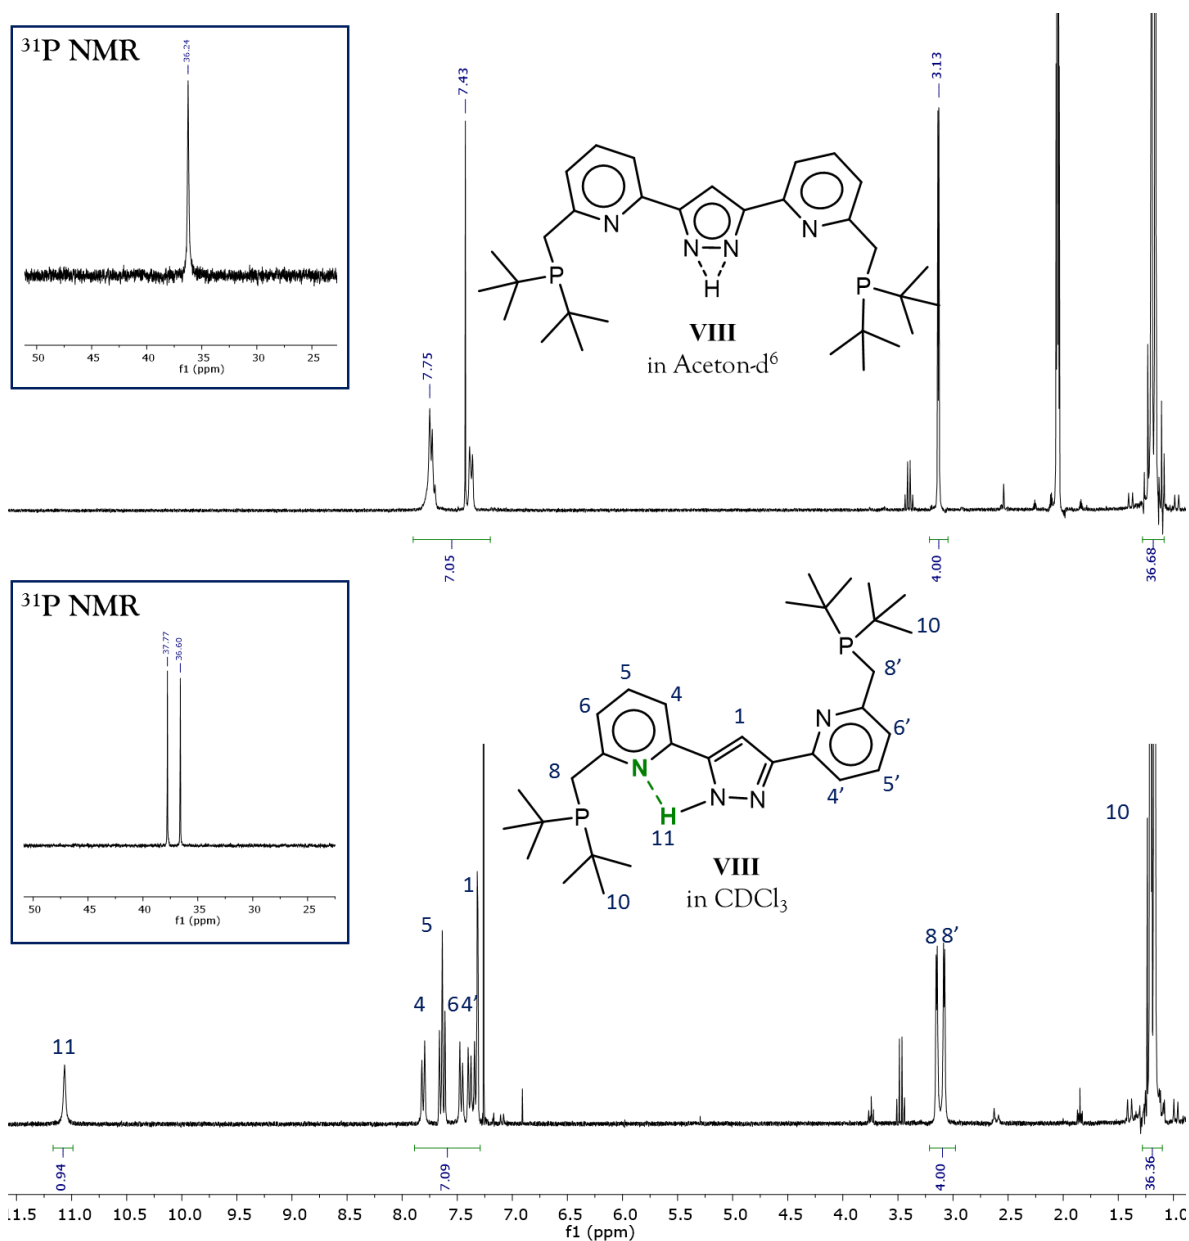 ³¹P NMR
36.24
50 45 40 35 30 25
f1 (ppm)
7.75
7.43
3.13
N N N N
P H P
VIII
in Aceton-d⁶
7.05
4.00
36.68
³¹P NMR
37.77
36.60
50 45 40 35 30 25
f1 (ppm)
P 10
8'
5
6 4 1 N 6'
8 N N N 4' 5'
P H
11
10
VIII
in CDCl₃
11
4
5
6 4'
1
8 8'
10
0.94
7.09
4.00
36.36
11.5 11.0 10.5 10.0 9.5 9.0 8.5 8.0 7.5 7.0 6.5 6.0 5.5 5.0 4.5 4.0 3.5 3.0 2.5 2.0 1.5 1.0
f1 (ppm)